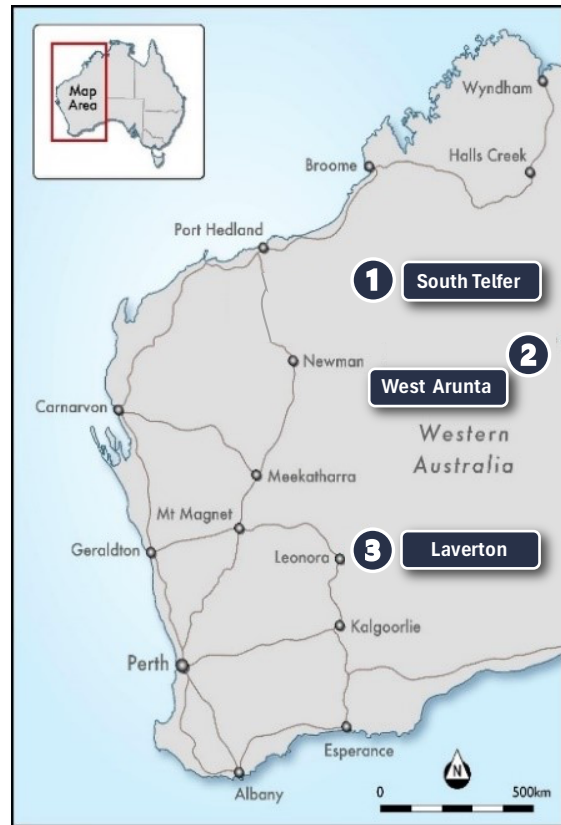 Map
Area
Wyndham
Halls Creek
Broome
Port Hedland
1
South Telfer
2
Newman
West Arunta
Carnarvon
Western
Australia
Meekatharra
Mt Magnet
Geraldton
Leonora
3
Laverton
Kalgoorlie
Perth
Esperance
N
Albany
0
500km